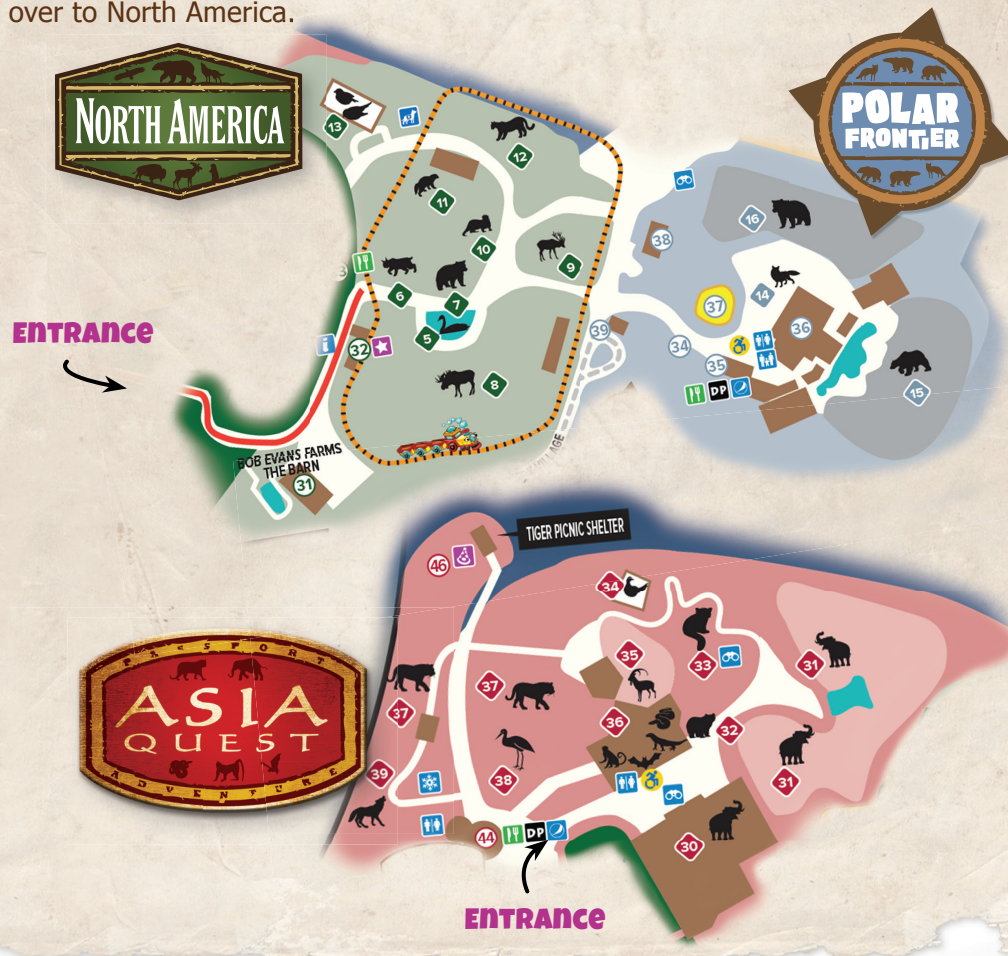 over to North America.
NORTH AMERICA
POLAR
FRONTIER
13
12
11
10
9
6
7
5
8
3
32
ENTRANCE
BOB EVANS FARMS
THE BARN
31
16
38
37
14
36
39
34
35
DP
15
TIGER PICNIC SHELTER
46
34
35
33
31
37
37
36
32
38
31
39
44
DP
30
PASSPORT
ASIA
QUEST
ADVENTURE
ENTRANCE